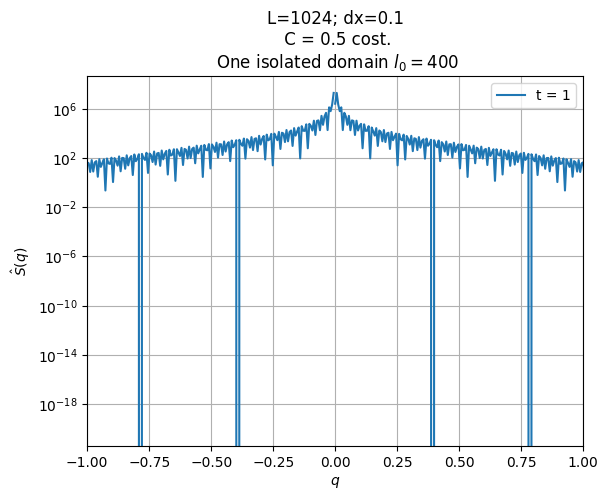 L=1024; dx=0.1
C = 0.5 cost.
One isolated domain $l_0 = 400$
t = 1
$\hat{S}(q)$
$10^6$
$10^2$
$10^{-2}$
$10^{-6}$
$10^{-10}$
$10^{-14}$
$10^{-18}$
−1.00 −0.75 −0.50 −0.25 0.00 0.25 0.50 0.75 1.00
$q$